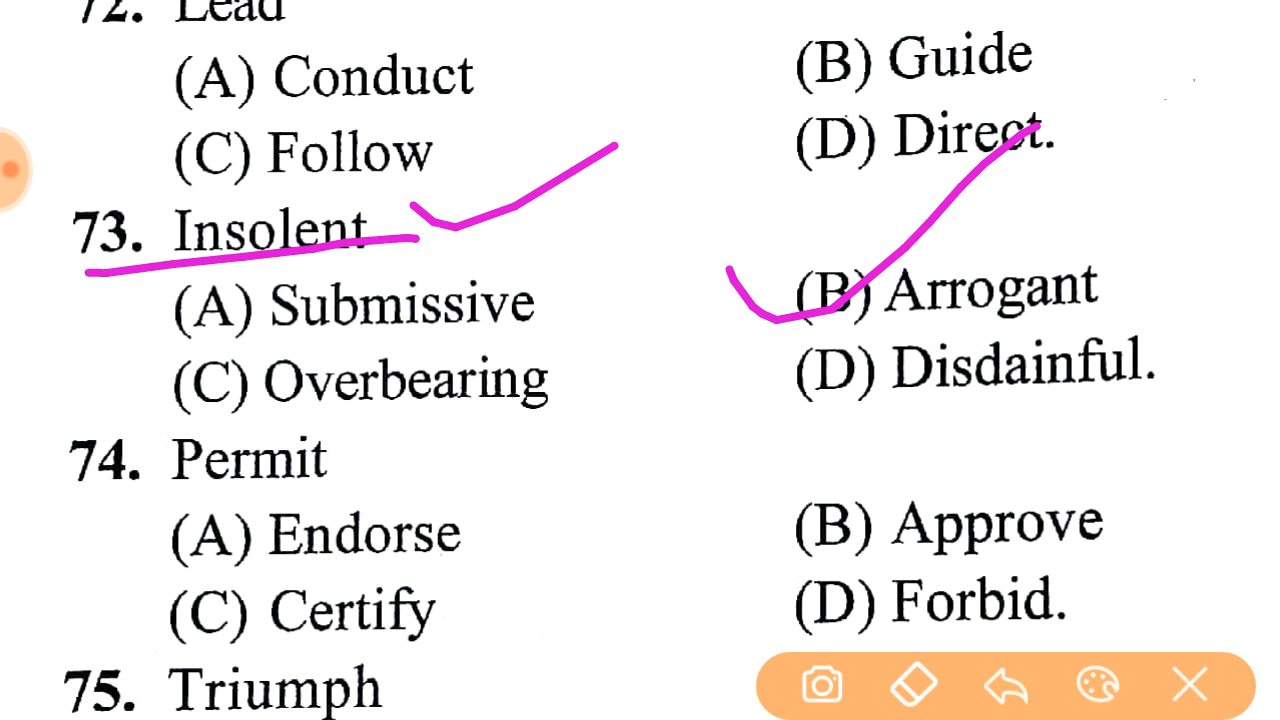 72. Lead
(A) Conduct (B) Guide
(C) Follow (D) Direct.
73. Insolent
(A) Submissive (B) Arrogant
(C) Overbearing (D) Disdainful.
74. Permit
(A) Endorse (B) Approve
(C) Certify (D) Forbid.
75. Triumph